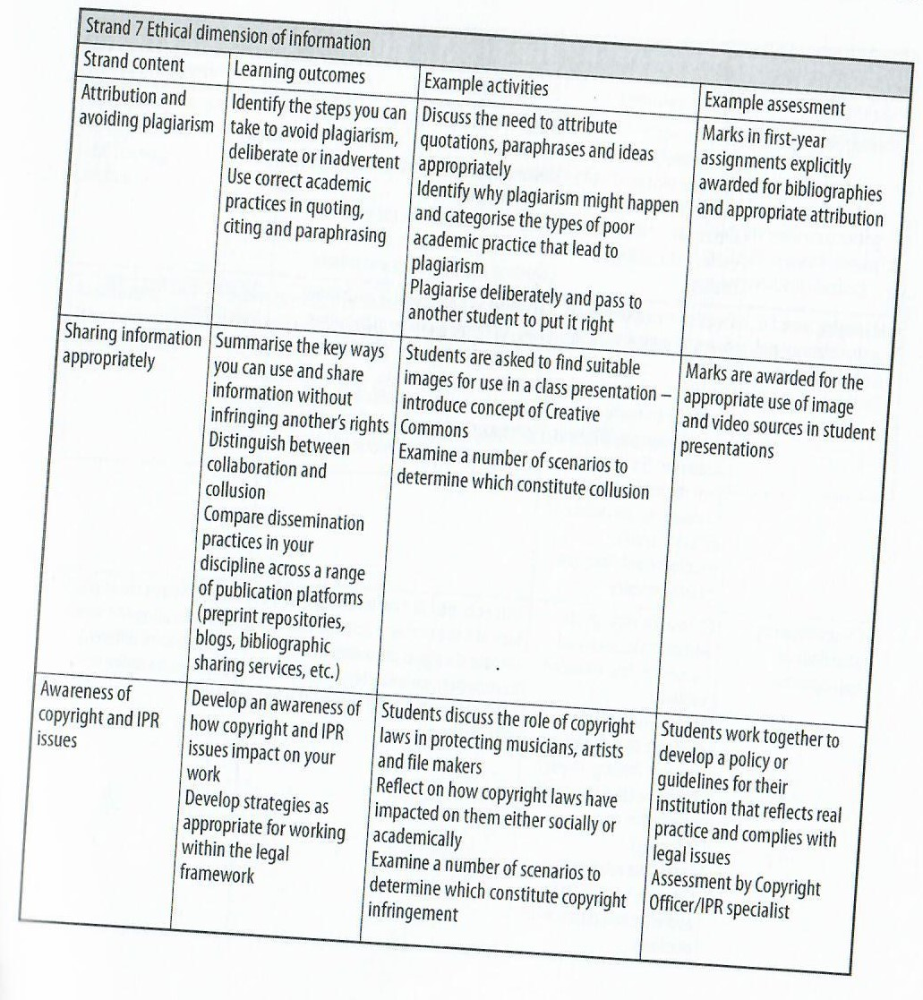 Strand 7 Ethical dimension of information
Strand content
Learning outcomes
Example activities
Example assessment
Attribution and
avoiding plagiarism
Identify the steps you can
take to avoid plagiarism,
deliberate or inadvertent
Use correct academic
practices in quoting,
citing and paraphrasing
Discuss the need to attribute
quotations, paraphrases and ideas
appropriately
Identify why plagiarism might happen
and categorise the types of poor
academic practice that lead to
plagiarism
Plagiarise deliberately and pass to
another student to put it right
Marks in first-year
assignments explicitly
awarded for bibliographies
and appropriate attribution
Sharing information
appropriately
Summarise the key ways
you can use and share
information without
infringing another's rights
Distinguish between
collaboration and
collusion
Compare dissemination
practices in your
discipline across a range
of publication platforms
(preprint repositories,
blogs, bibliographic
sharing services, etc.)
Students are asked to find suitable
images for use in a class presentation –
introduce concept of Creative
Commons
Examine a number of scenarios to
determine which constitute collusion
Marks are awarded for the
appropriate use of image
and video sources in student
presentations
Awareness of
copyright and IPR
issues
Develop an awareness of
how copyright and IPR
issues impact on your
work
Develop strategies as
appropriate for working
within the legal
framework
Students discuss the role of copyright
laws in protecting musicians, artists
and file makers
Reflect on how copyright laws have
impacted on them either socially or
academically
Examine a number of scenarios to
determine which constitute copyright
infringement
Students work together to
develop a policy or
guidelines for their
institution that reflects real
practice and complies with
legal issues
Assessment by Copyright
Officer/IPR specialist